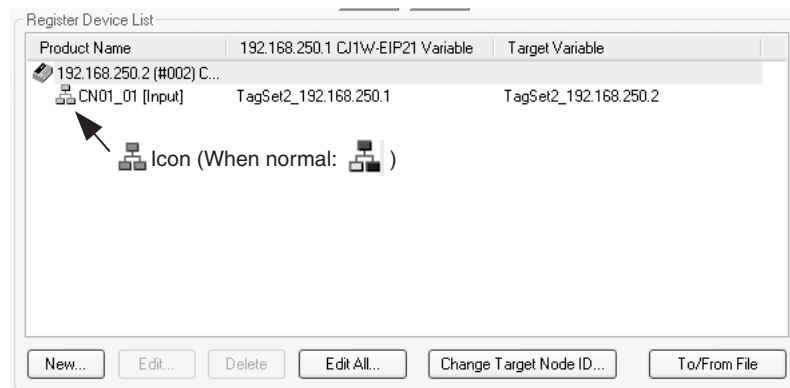 Register Device List
Product Name 192.168.250.1 CJ1W-EIP21 Variable Target Variable
192.168.250.2 (#002) C...
CN01_01 [Input] TagSet2_192.168.250.1 TagSet2_192.168.250.2
Icon (When normal: )
New... Edit... Delete Edit All... Change Target Node ID... To/From File